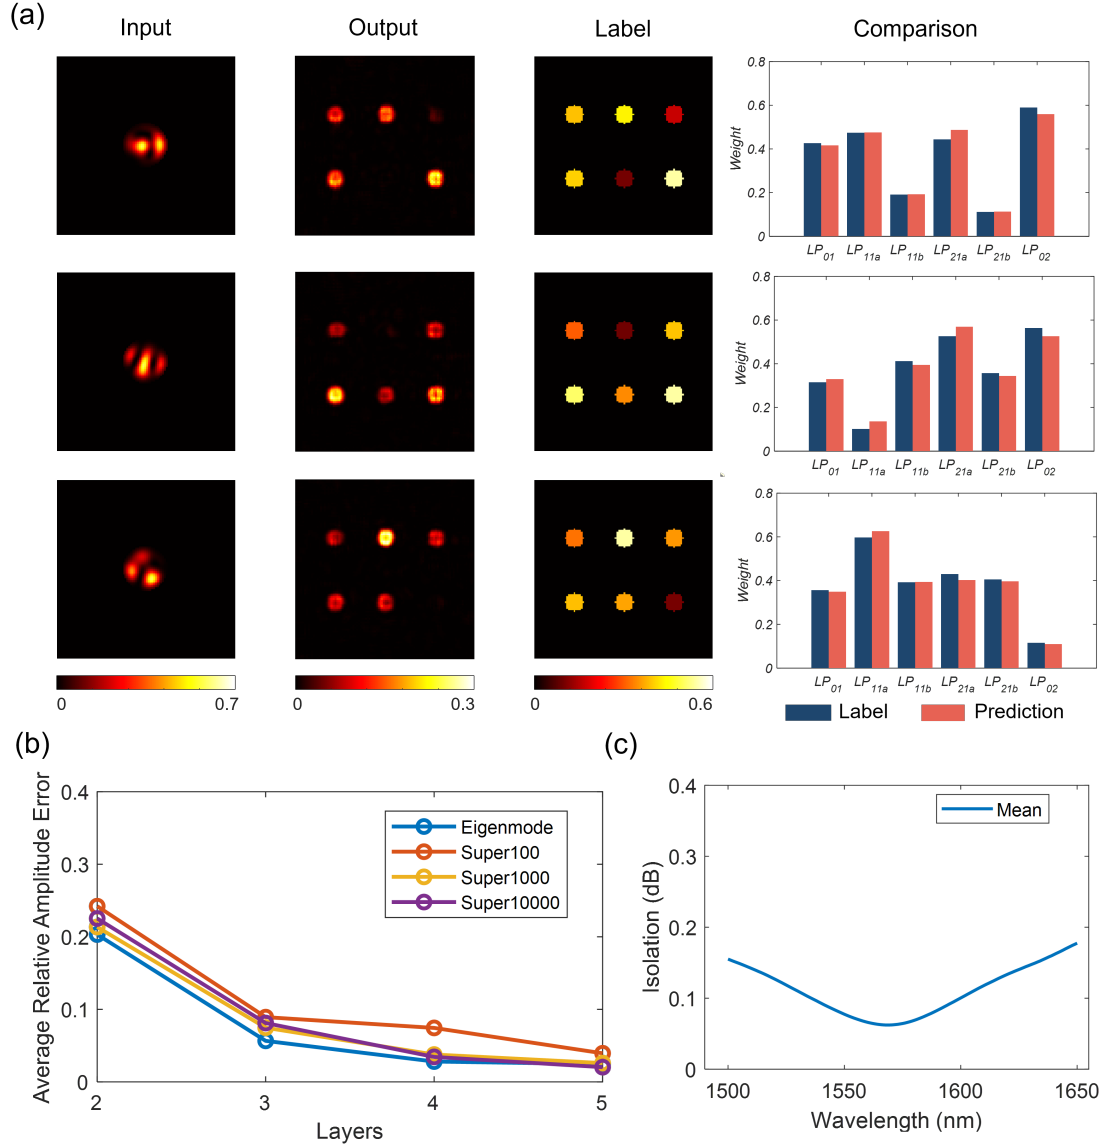 (a)
Input Output Label Comparison
0.8
0.6
0.4
0.2
0
Weight
LP01 LP11a LP11b LP21a LP21b LP02
0.8
0.6
0.4
0.2
0
Weight
LP01 LP11a LP11b LP21a LP21b LP02
0.8
0.6
0.4
0.2
0
Weight
LP01 LP11a LP11b LP21a LP21b LP02
0 0.7 0 0.3 0 0.6
Label Prediction
(b)
0.4
0.3
0.2
0.1
0
Average Relative Amplitude Error
Eigenmode
Super100
Super1000
Super10000
2 3 4 5
Layers
(c)
0.4
0.3
0.2
0.1
0
Isolation (dB)
Mean
1500 1550 1600 1650
Wavelength (nm)